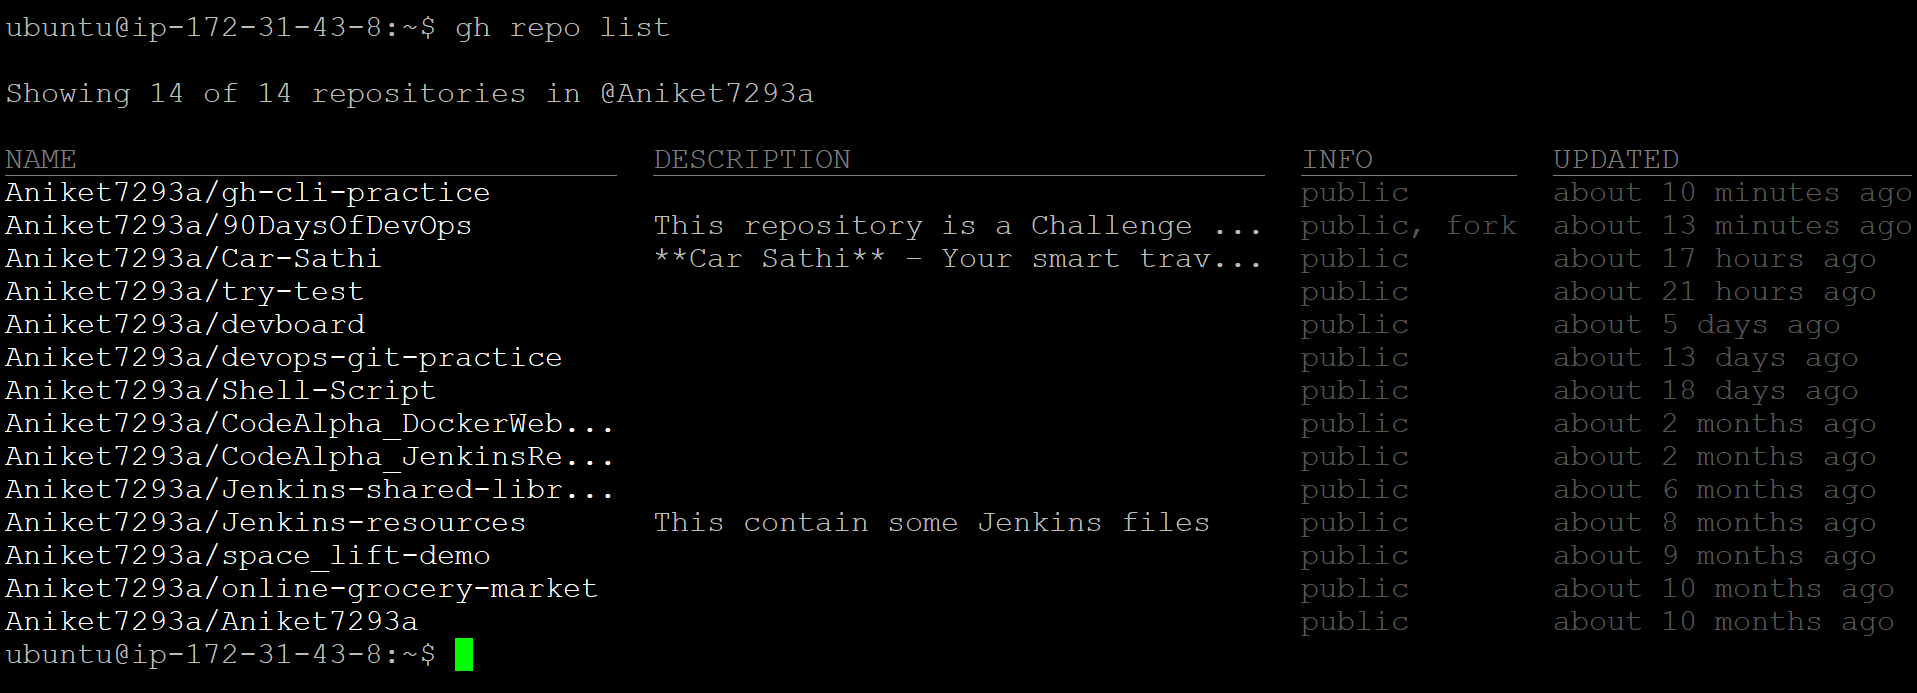 ubuntu@ip-172-31-43-8:~$ gh repo list
Showing 14 of 14 repositories in @Aniket7293a
NAME DESCRIPTION INFO UPDATED
Aniket7293a/gh-cli-practice public about 10 minutes ago
Aniket7293a/90DaysOfDevOps This repository is a Challenge ... public, fork about 13 minutes ago
Aniket7293a/Car-Sathi **Car Sathi** – Your smart trav... public about 17 hours ago
Aniket7293a/try-test public about 21 hours ago
Aniket7293a/devboard public about 5 days ago
Aniket7293a/devops-git-practice public about 13 days ago
Aniket7293a/Shell-Script public about 18 days ago
Aniket7293a/CodeAlpha_DockerWeb... public about 2 months ago
Aniket7293a/CodeAlpha_JenkinsRe... public about 2 months ago
Aniket7293a/Jenkins-shared-libr... public about 6 months ago
Aniket7293a/Jenkins-resources This contain some Jenkins files public about 8 months ago
Aniket7293a/space_lift-demo public about 9 months ago
Aniket7293a/online-grocery-market public about 10 months ago
Aniket7293a/Aniket7293a public about 10 months ago
ubuntu@ip-172-31-43-8:~$